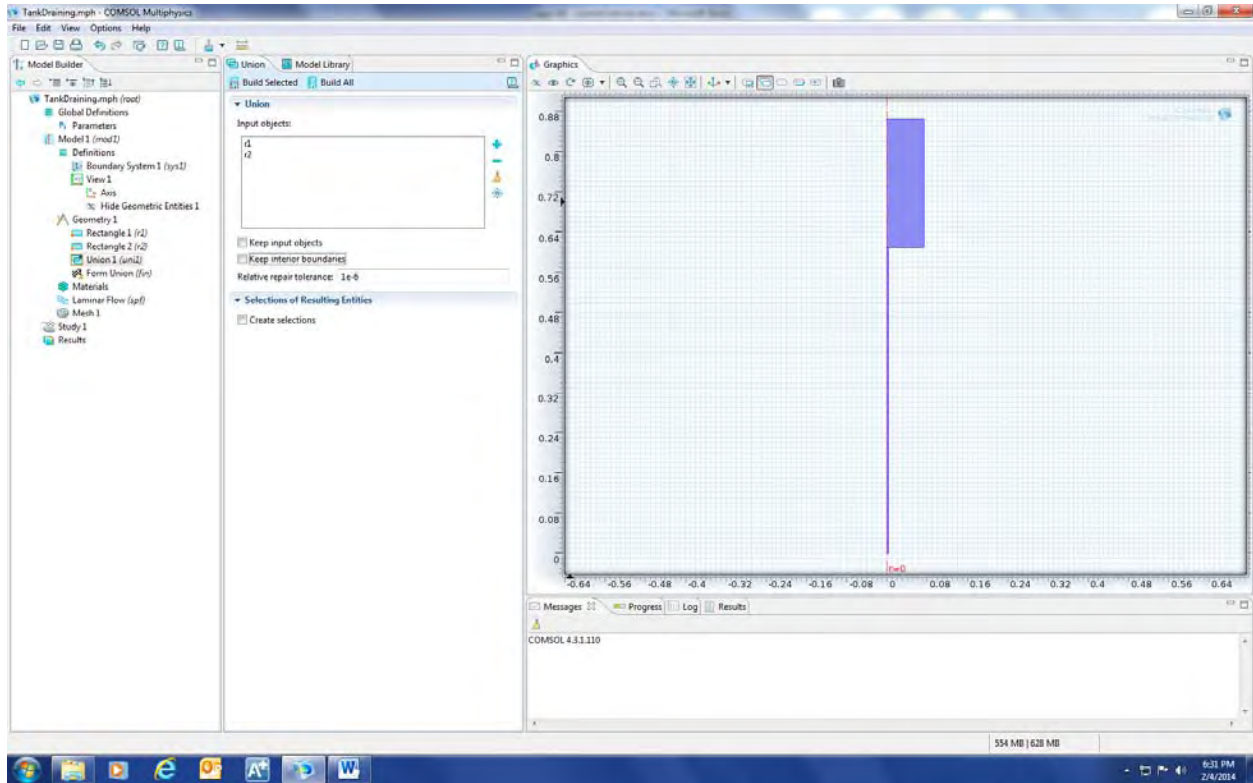 TankDraining.mph - COMSOL Multiphysics
File Edit View Options Help
Model Builder
TankDraining.mph (root)
Global Definitions
Parameters
Model 1 (mod1)
Definitions
Boundary System 1 (sys1)
View 1
Axis
Hide Geometric Entities 1
Geometry 1
Rectangle 1 (r1)
Rectangle 2 (r2)
Union 1 (uni1)
Form Union (fin)
Materials
Laminar Flow (spf)
Mesh 1
Study 1
Results
Union Model Library
Build Selected Build All
Union
Input objects:
r1
r2
Keep input objects
Keep interior boundaries
Relative repair tolerance: 1e-6
Selections of Resulting Entities
Create selections
Graphics
0.88
0.8
0.72
0.64
0.56
0.48
0.4
0.32
0.24
0.16
0.08
0
r=0
-0.64 -0.56 -0.48 -0.4 -0.32 -0.24 -0.16 -0.08 0 0.08 0.16 0.24 0.32 0.4 0.48 0.56 0.64
Messages Progress Log Results
COMSOL 4.3.1.110
554 MB | 628 MB
6:31 PM
2/4/2014